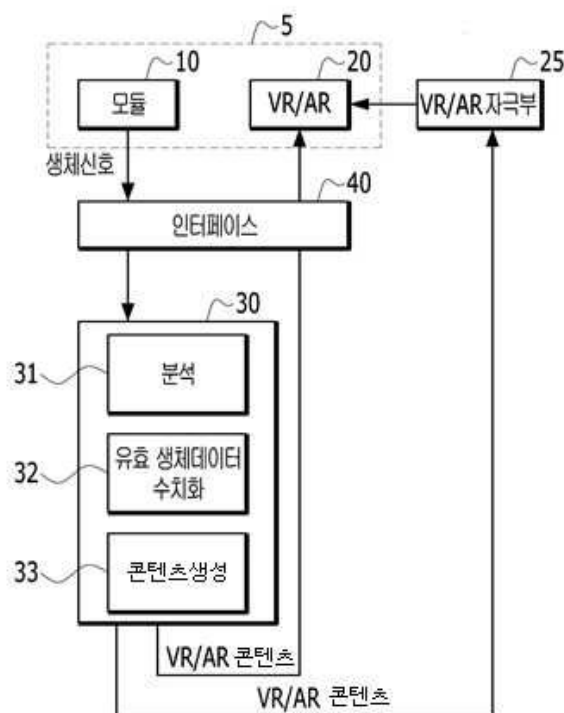 5
10
20
25
모듈
VR/AR
VR/AR 자극부
생체신호
40
인터페이스
30
31
분석
32
유효 생체데이터
수치화
33
콘텐츠생성
VR/AR 콘텐츠
VR/AR 콘텐츠